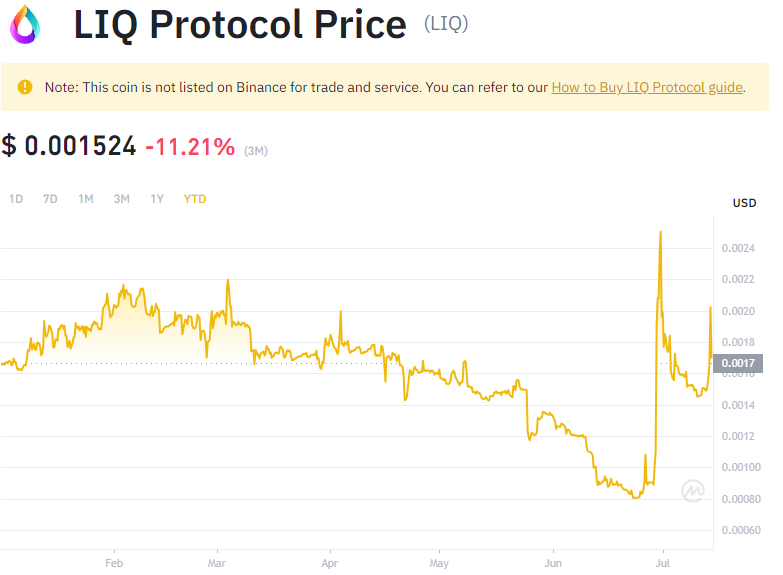 LIQ Protocol Price (LIQ)
Note: This coin is not listed on Binance for trade and service. You can refer to our How to Buy LIQ Protocol guide.
$ 0.001524 -11.21% (3M)
1D 7D 1M 3M 1Y YTD
USD
0.0024
0.0022
0.0020
0.0018
0.0017
0.0016
0.0014
0.0012
0.00100
0.00080
0.00060
Feb Mar Apr May Jun Jul